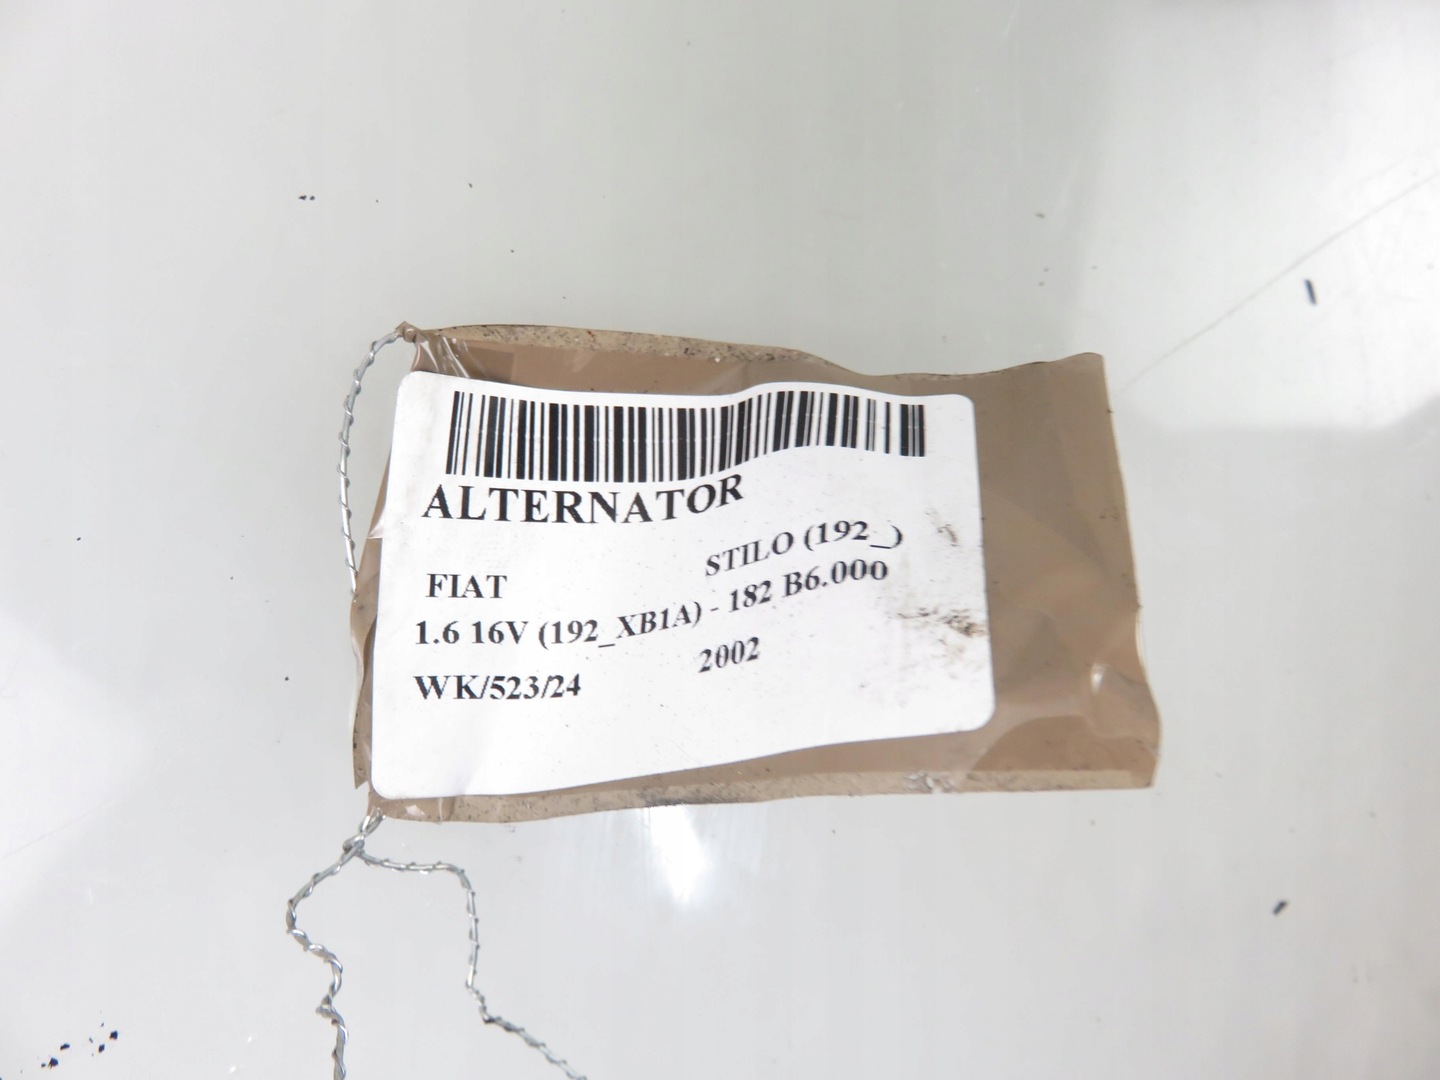 ALTERNATOR
FIAT STILO (192_)
1.6 16V (192_XB1A) - 182 B6.000
WK/523/24 2002